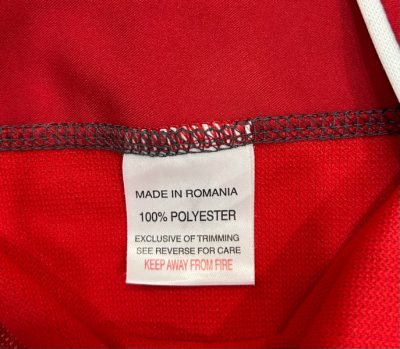 MADE IN ROMANIA
100% POLYESTER
EXCLUSIVE OF TRIMMING
SEE REVERSE FOR CARE
KEEP AWAY FROM FIRE